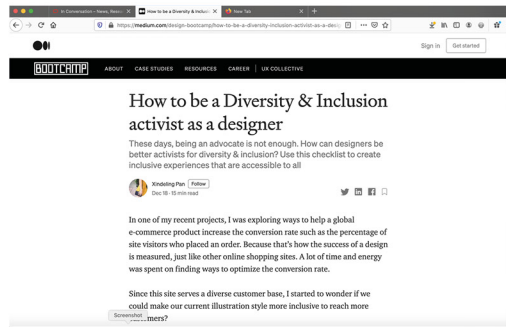 In Conversation – News, Resour
How to be a Diversity & Inclusi
New Tab
https://medium.com/design-bootcamp/how-to-be-a-diversity-inclusion-activist-as-a-desig
Sign in
Get started
BOOTCAMP
ABOUT CASE STUDIES RESOURCES CAREER UX COLLECTIVE
How to be a Diversity & Inclusion
activist as a designer
These days, being an advocate is not enough. How can designers be
better activists for diversity & inclusion? Use this checklist to create
inclusive experiences that are accessible to all
Xindeling Pan Follow
Dec 18 · 15 min read
In one of my recent projects, I was exploring ways to help a global
e-commerce product increase the conversion rate such as the percentage of
site visitors who placed an order. Because that's how the success of a design
is measured, just like other online shopping sites. A lot of time and energy
was spent on finding ways to optimize the conversion rate.
Since this site serves a diverse customer base, I started to wonder if we
could make our current illustration style more inclusive to reach more
Screenshot